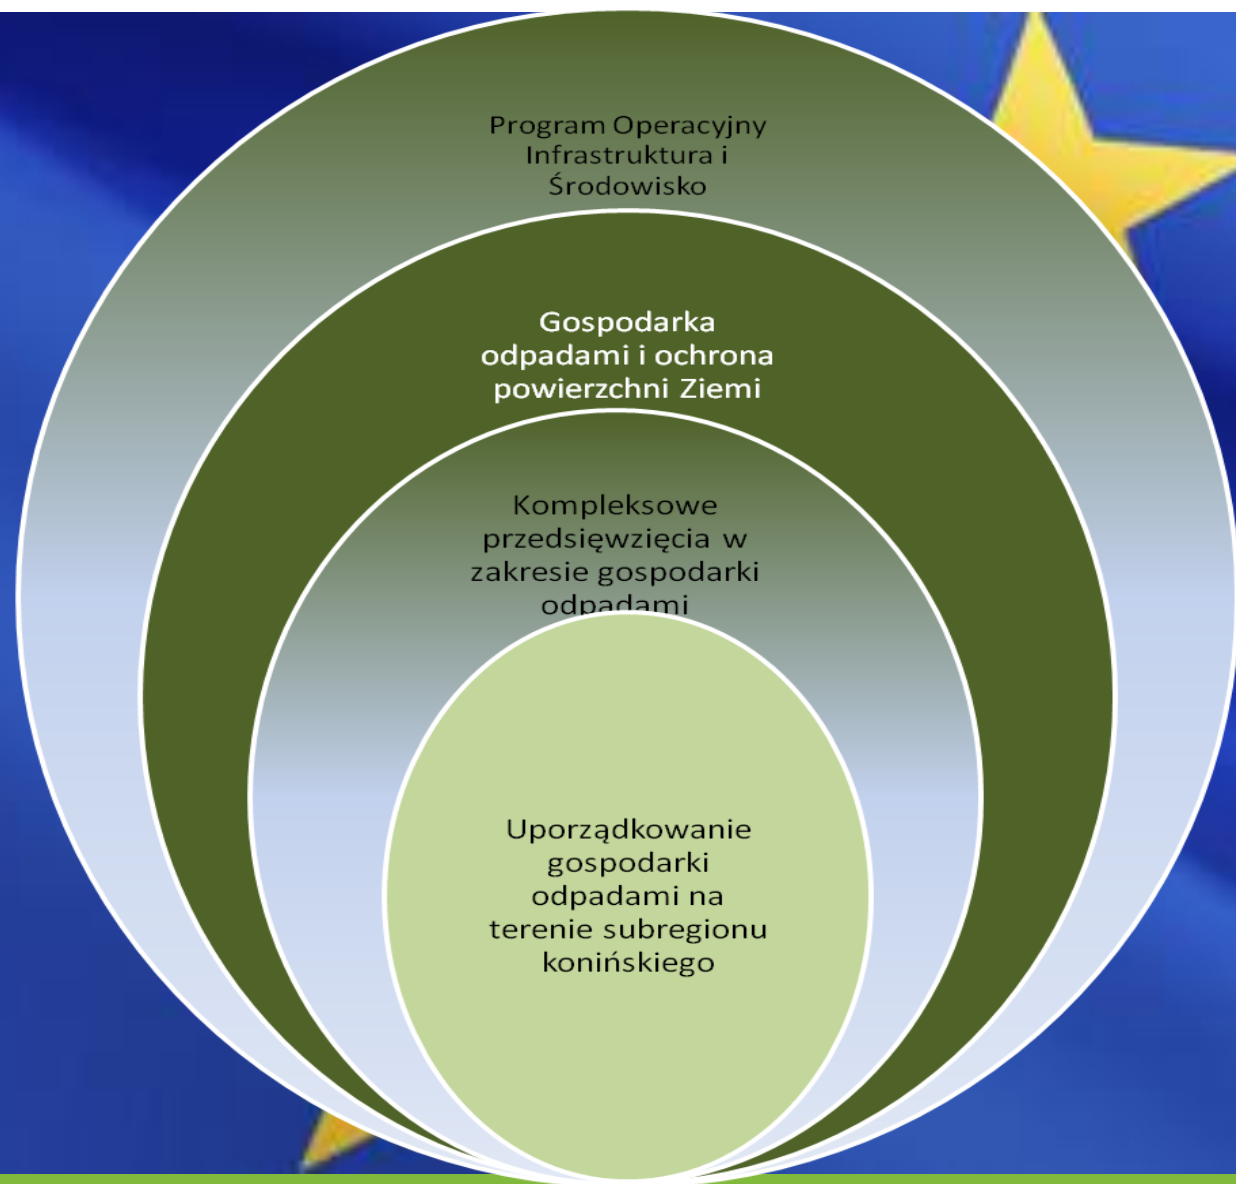 Program Operacyjny
Infrastruktura i
Środowisko
Gospodarka
odpadami i ochrona
powierzchni Ziemi
Kompleksowe
przedsięwzięcia w
zakresie gospodarki
odpadami
Uporządkowanie
gospodarki
odpadami na
terenie subregionu
konińskiego